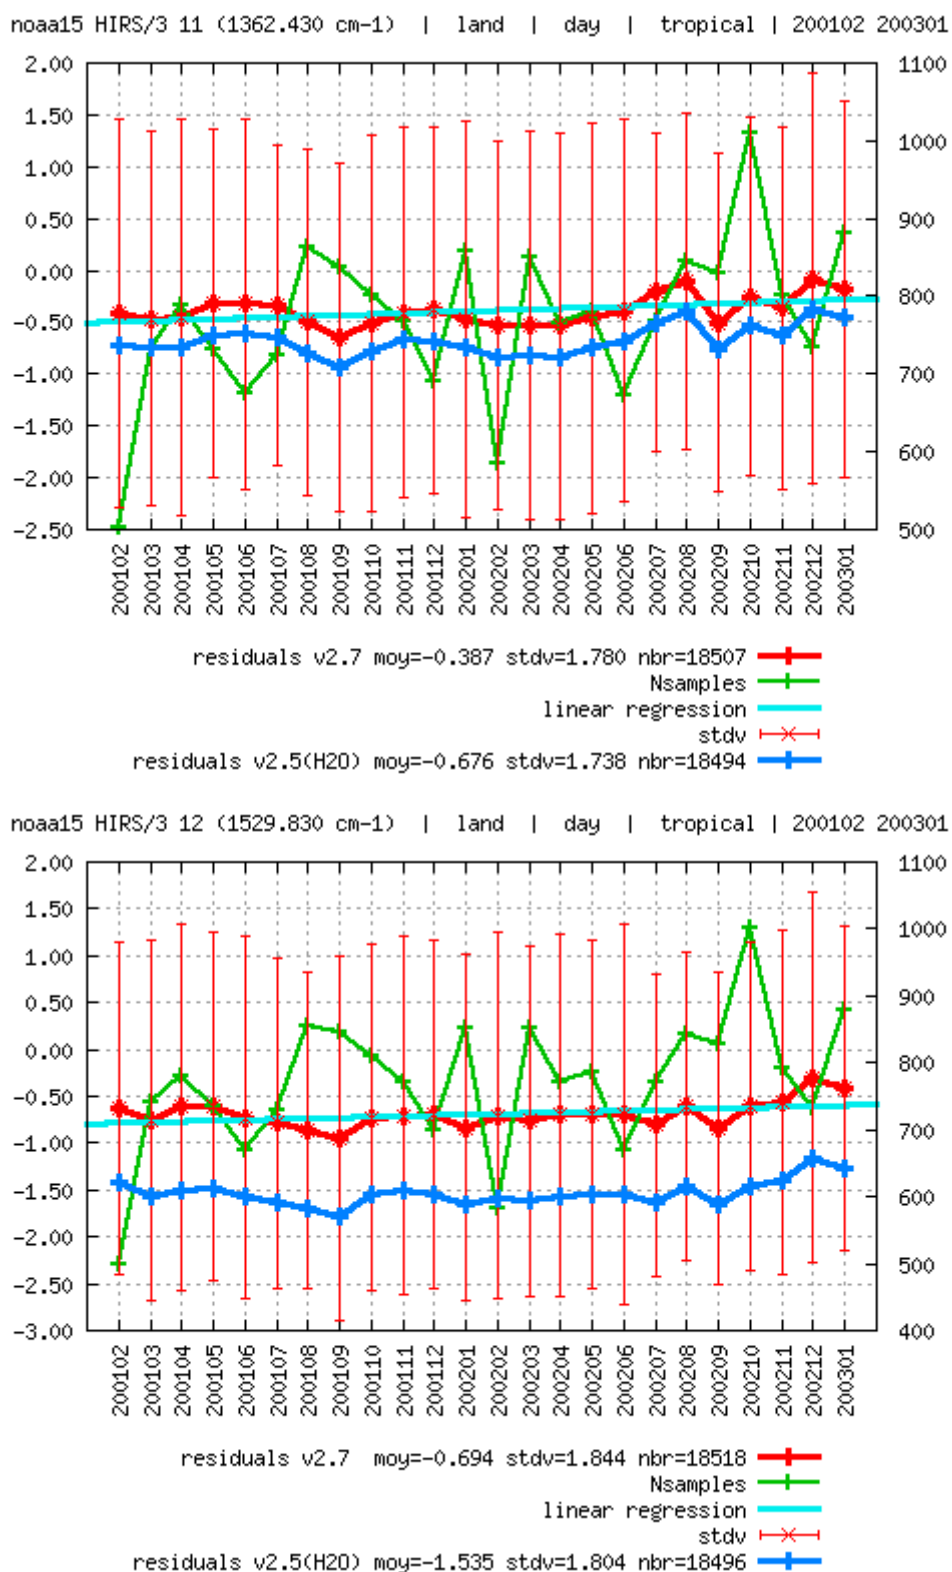 noaa15 HIRS/3 11 (1362.430 cm-1) | land | day | tropical | 200102 200301
2.00 1100
1.50
1.00 1000
0.50 900
0.00
-0.50 800
-1.00 700
-1.50
-2.00 600
-2.50 500
200102 200103 200104 200105 200106 200107 200108 200109 200110 200111 200112 200201 200202 200203 200204 200205 200206 200207 200208 200209 200210 200211 200212 200301
residuals v2.7 moy=-0.387 stdv=1.780 nbr=18507
Nsamples
linear regression
stdv
residuals v2.5(H2O) moy=-0.676 stdv=1.738 nbr=18494
noaa15 HIRS/3 12 (1529.830 cm-1) | land | day | tropical | 200102 200301
2.00 1100
1.50
1.00 1000
0.50 900
0.00
-0.50 800
-1.00 700
-1.50 600
-2.00
-2.50 500
-3.00 400
200102 200103 200104 200105 200106 200107 200108 200109 200110 200111 200112 200201 200202 200203 200204 200205 200206 200207 200208 200209 200210 200211 200212 200301
residuals v2.7 moy=-0.694 stdv=1.844 nbr=18518
Nsamples
linear regression
stdv
residuals v2.5(H2O) moy=-1.535 stdv=1.804 nbr=18496